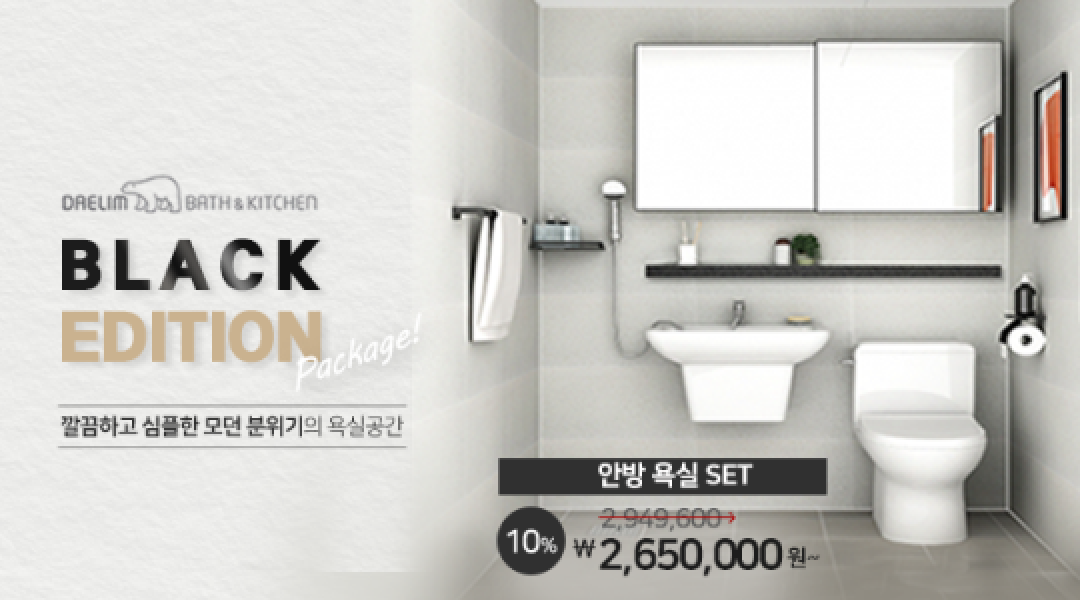 DAELIM BATH & KITCHEN
BLACK
EDITION
Package!
깔끔하고 심플한 모던 분위기의 욕실공간
안방 욕실 SET
10%
2,949,600
₩2,650,000원~